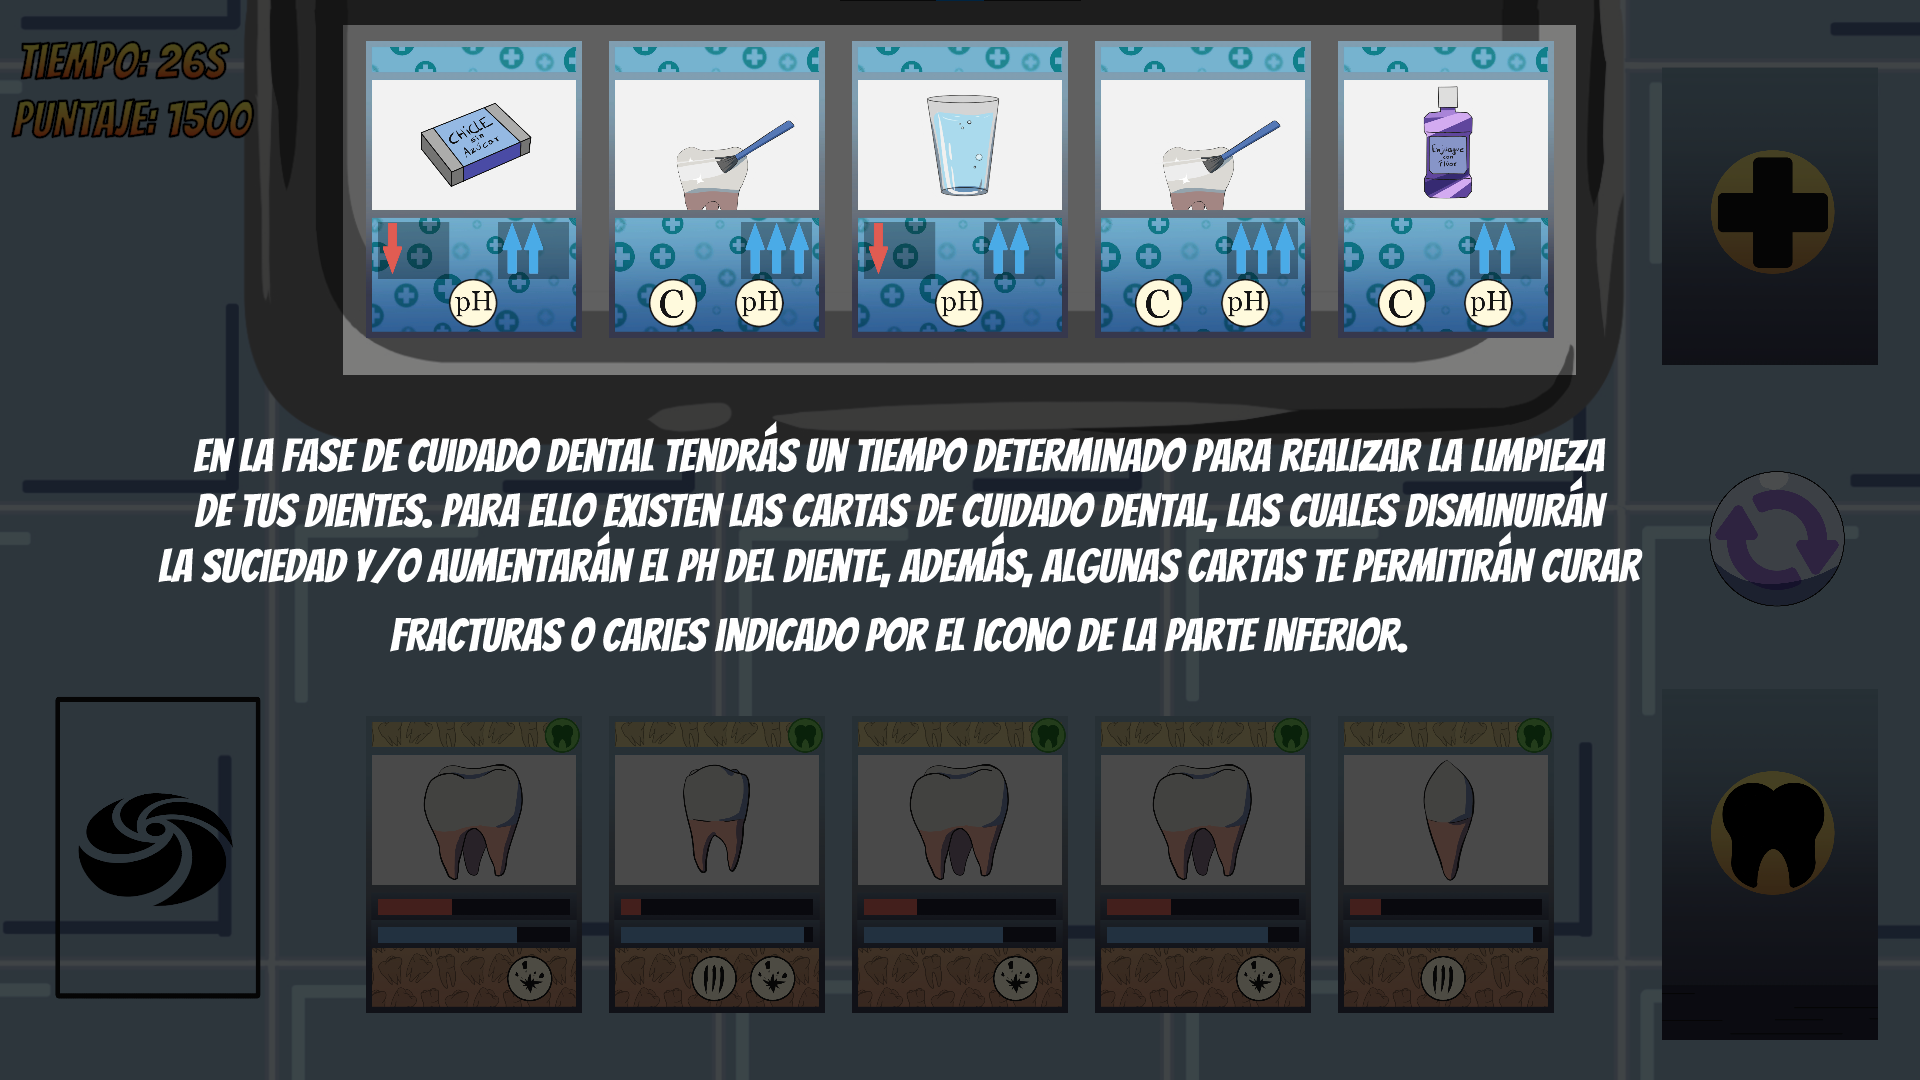 TIEMPO: 26S
PUNTAJE: 1500
CHICLE
sin
Azúcar
Enjuague
con
Flúor
pH
C pH
pH
C pH
C pH
EN LA FASE DE CUIDADO DENTAL TENDRÁS UN TIEMPO DETERMINADO PARA REALIZAR LA LIMPIEZA
DE TUS DIENTES. PARA ELLO EXISTEN LAS CARTAS DE CUIDADO DENTAL, LAS CUALES DISMINUIRÁN
LA SUCIEDAD Y/O AUMENTARÁN EL PH DEL DIENTE, ADEMÁS, ALGUNAS CARTAS TE PERMITIRÁN CURAR
FRACTURAS O CARIES INDICADO POR EL ICONO DE LA PARTE INFERIOR.